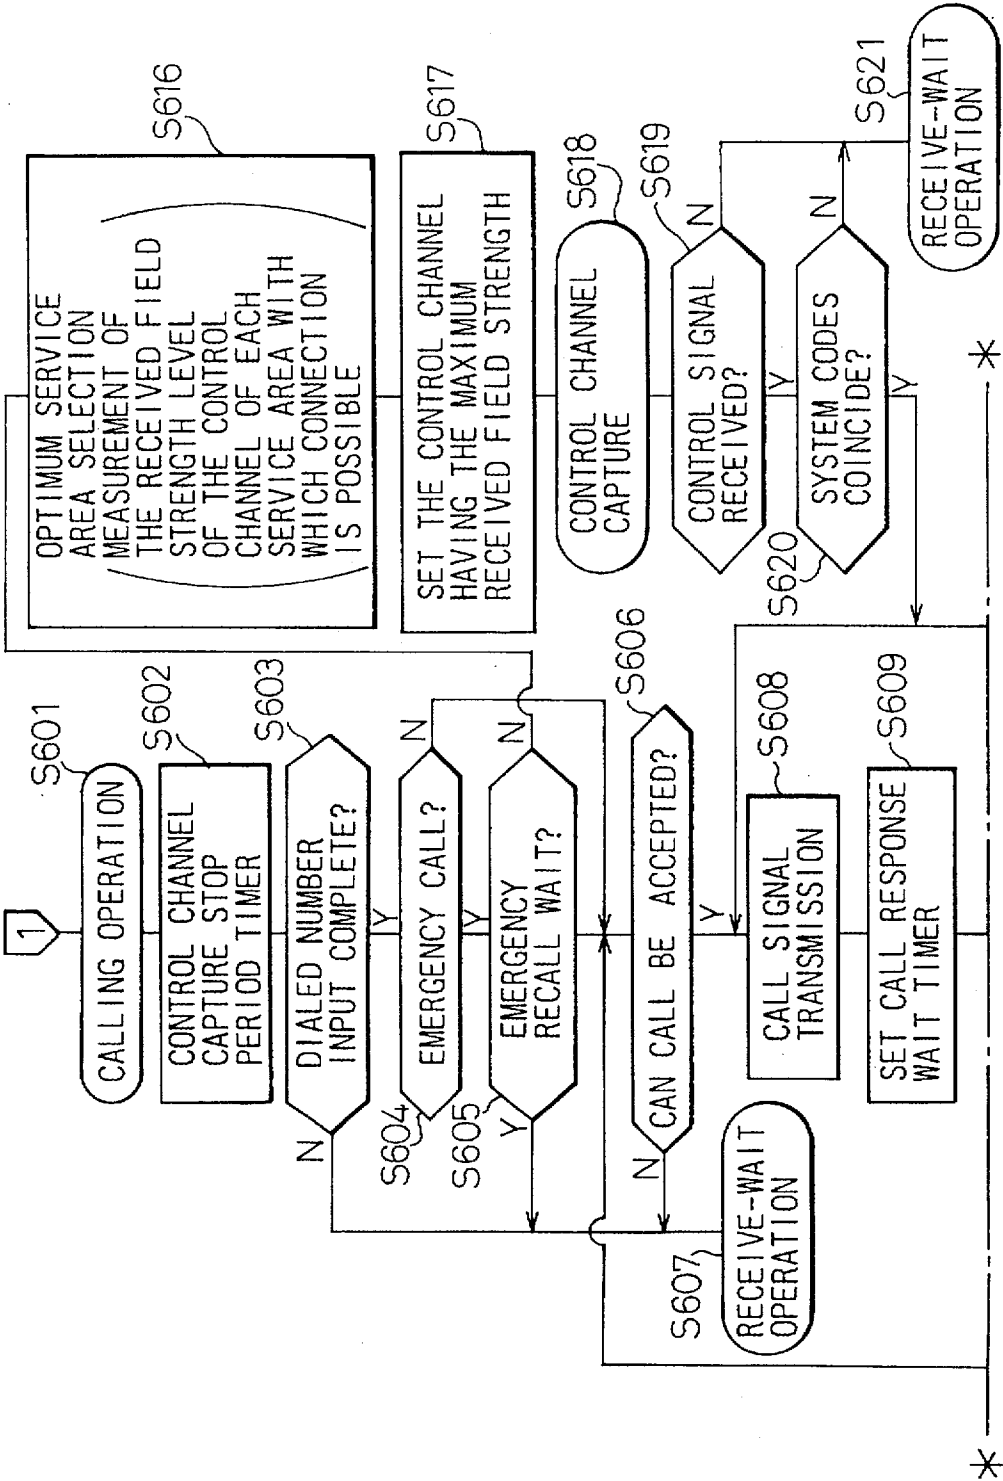 1
S601
CALLING OPERATION
S602
CONTROL CHANNEL
CAPTURE STOP
PERIOD TIMER
S603
DIALED NUMBER
INPUT COMPLETE?
N
Y
S604
EMERGENCY CALL?
N
Y
S605
EMERGENCY
RECALL WAIT?
Y
N
S606
CAN CALL BE ACCEPTED?
N
Y
S607
RECEIVE-WAIT
OPERATION
S608
CALL SIGNAL
TRANSMISSION
S609
SET CALL RESPONSE
WAIT TIMER
S616
OPTIMUM SERVICE
AREA SELECTION
MEASUREMENT OF
THE RECEIVED FIELD
STRENGTH LEVEL
OF THE CONTROL
CHANNEL OF EACH
SERVICE AREA WITH
WHICH CONNECTION
IS POSSIBLE
S617
SET THE CONTROL CHANNEL
HAVING THE MAXIMUM
RECEIVED FIELD STRENGTH
S618
CONTROL CHANNEL
CAPTURE
S619
CONTROL SIGNAL
RECEIVED?
N
Y
S620
SYSTEM CODES
COINCIDE?
N
Y
S621
RECEIVE-WAIT
OPERATION
*
*